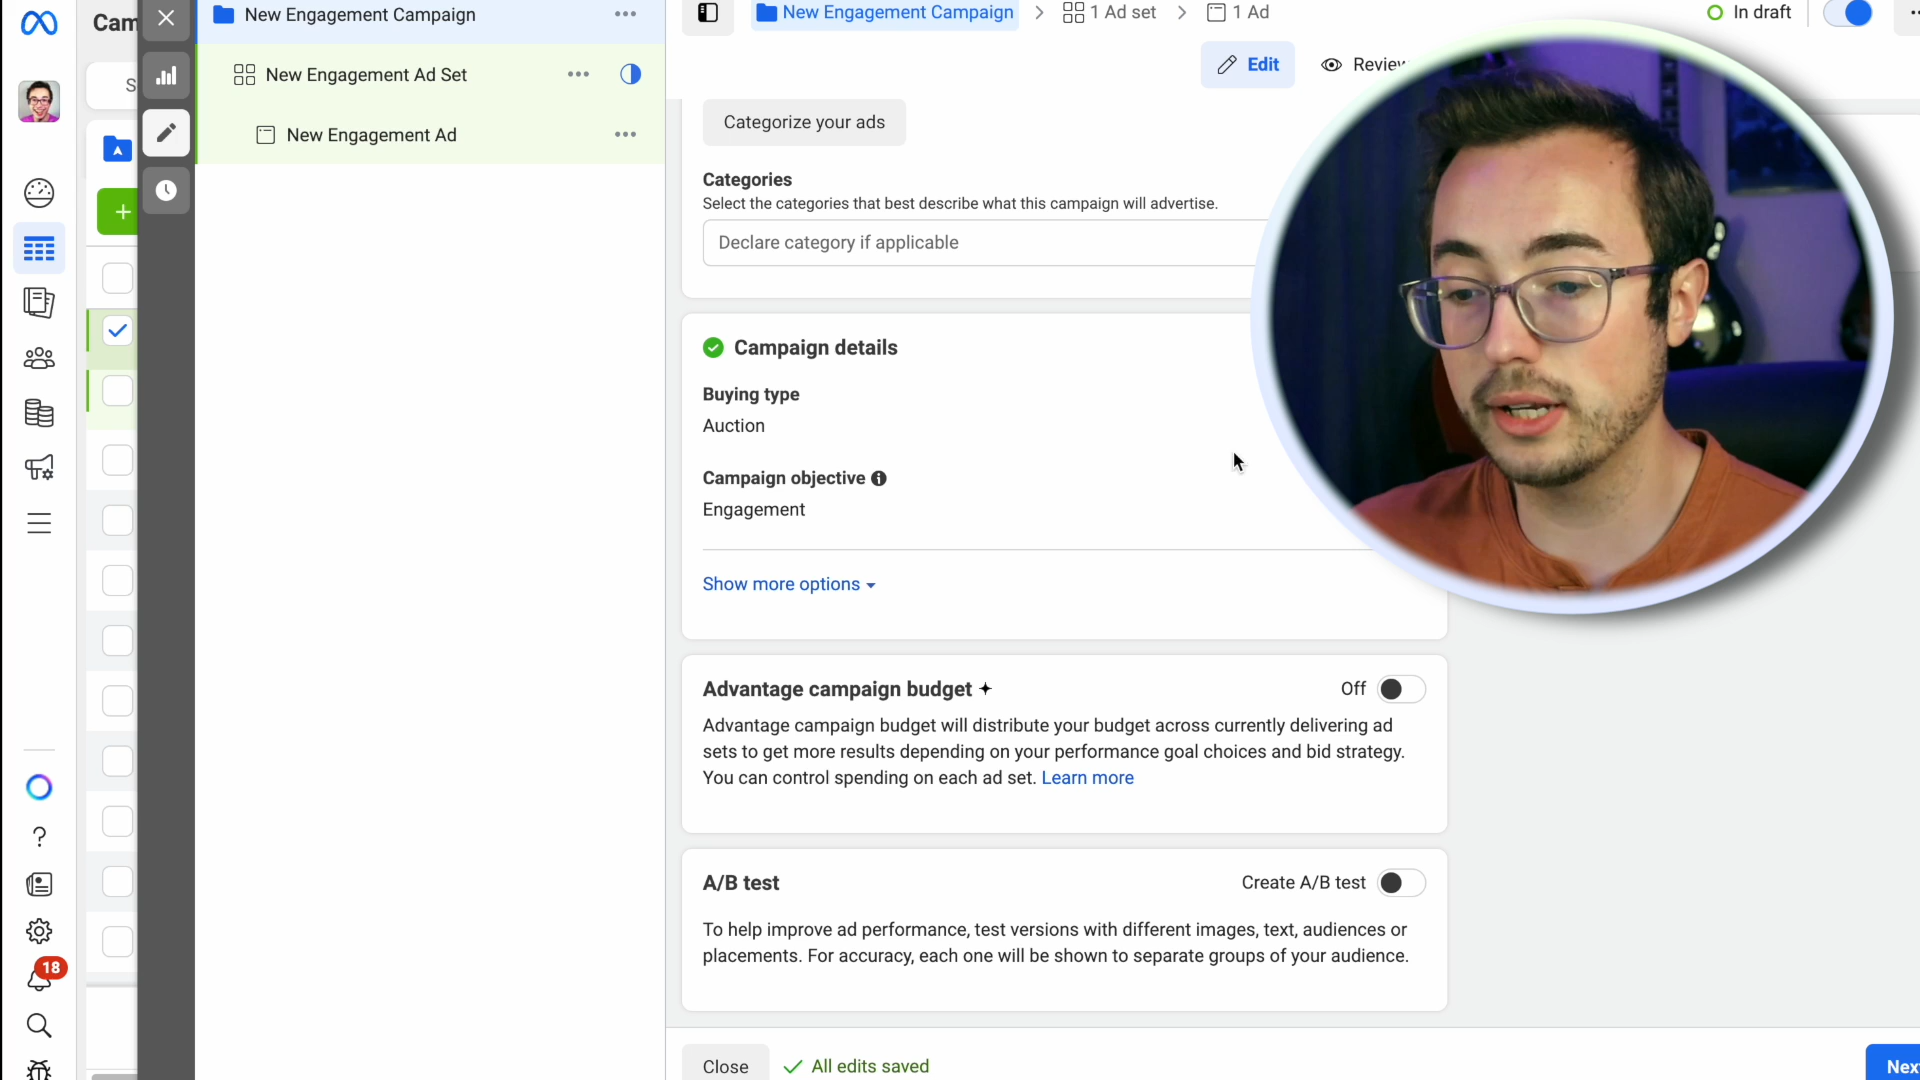 Cam
New Engagement Campaign
New Engagement Campaign
1 Ad set
1 Ad
In draft
New Engagement Ad Set
New Engagement Ad
Edit
Review
Categorize your ads
Categories
Select the categories that best describe what this campaign will advertise.
Declare category if applicable
Campaign details
Buying type
Auction
Campaign objective
Engagement
Show more options
Advantage campaign budget
Off
Advantage campaign budget will distribute your budget across currently delivering ad
sets to get more results depending on your performance goal choices and bid strategy.
You can control spending on each ad set. Learn more
A/B test
Create A/B test
To help improve ad performance, test versions with different images, text, audiences or
placements. For accuracy, each one will be shown to separate groups of your audience.
18
Close
All edits saved
Nex